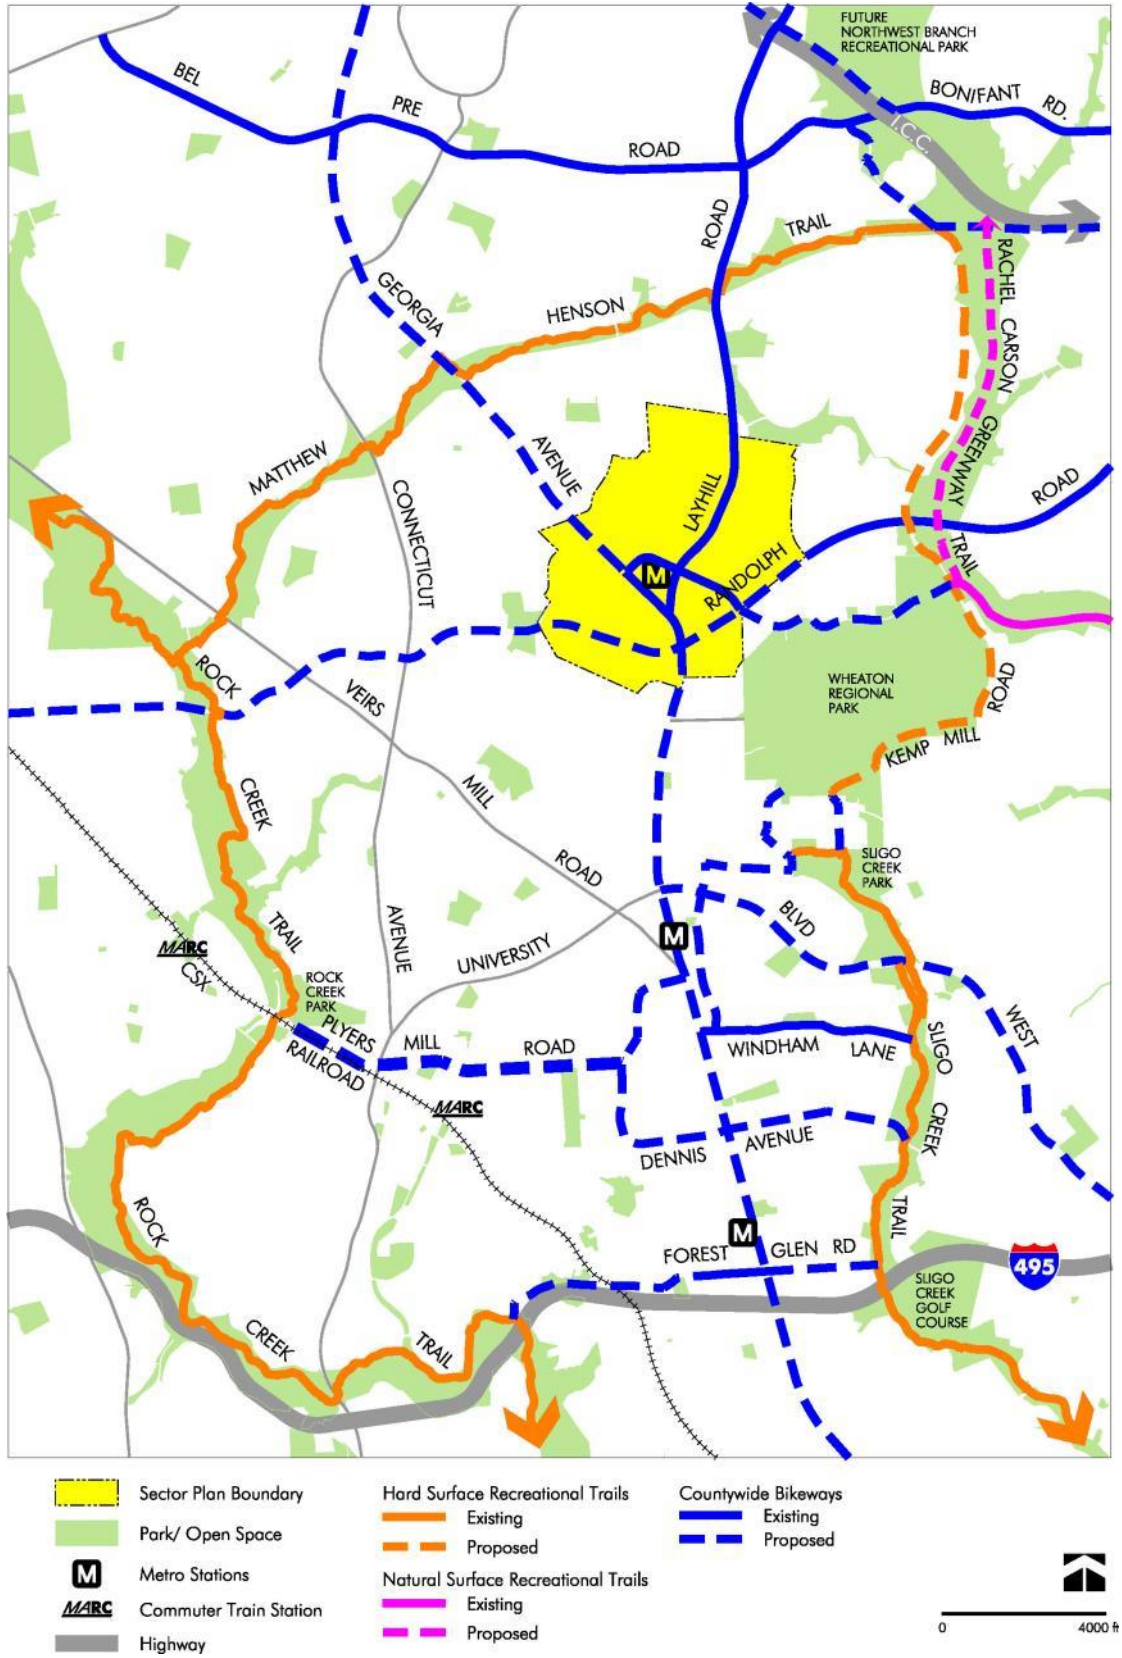 FUTURE
NORTHWEST BRANCH
RECREATIONAL PARK
BEL
PRE
ROAD
BONIFANT
RD.
I.C.C.
ROAD
TRAIL
HENSON
GEORGIA
RACHEL CARSON
GREENWAY
TRAIL
MATTHEW
AVENUE
LAYHILL
ROAD
CONNECTICUT
M
RANDOLPH
ROCK
VEIRS
WHEATON
REGIONAL
PARK
ROAD
KEMP MILL
CREEK
MILL
ROAD
SLIGO
CREEK
PARK
TRAIL
AVENUE
BLVD
UNIVERSITY
M
MARC
CSX
ROCK
CREEK
PARK
PLYERS
MILL
ROAD
RAILROAD
WINDHAM
LANE
SLIGO
WEST
MARC
CREEK
DENNIS
AVENUE
ROCK
TRAIL
M
FOREST
GLEN RD
495
SLIGO
CREEK
GOLF
COURSE
CREEK
TRAIL
Sector Plan Boundary
Park/ Open Space
M Metro Stations
MARC Commuter Train Station
Highway
Hard Surface Recreational Trails
Existing
Proposed
Natural Surface Recreational Trails
Existing
Proposed
Countywide Bikeways
Existing
Proposed
0 4000 ft